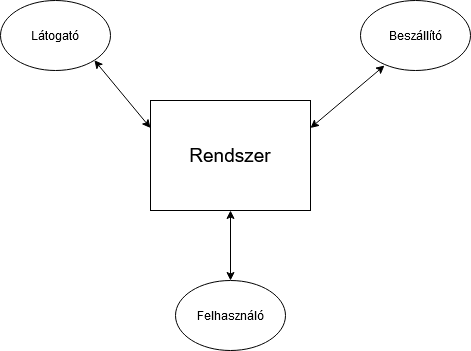 Látogató
Beszállító
Rendszer
Felhasználó